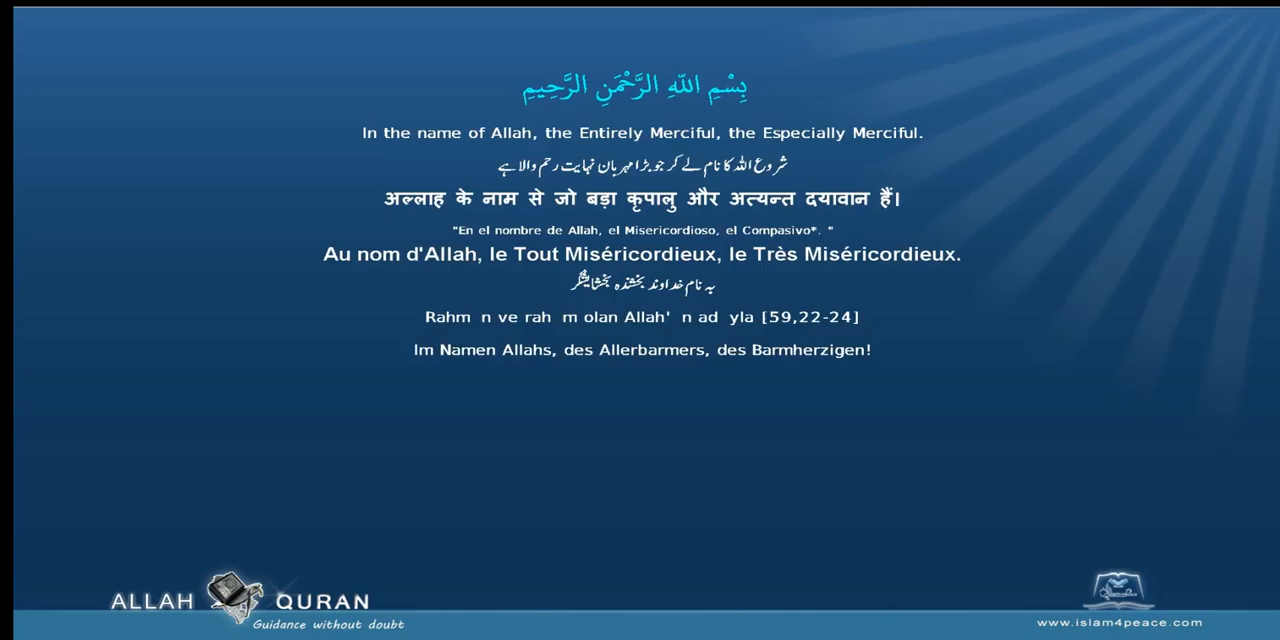 بِسْمِ اللّهِ الرَّحْمَنِ الرَّحِيمِ
In the name of Allah, the Entirely Merciful, the Especially Merciful.
شروع اللہ کا نام لے کر جو بڑا مہربان نہایت رحم والا ہے
अल्लाह के नाम से जो बड़ा कृपालु और अत्यन्त दयावान हैं।
"En el nombre de Allah, el Misericordioso, el Compasivo*. "
Au nom d'Allah, le Tout Miséricordieux, le Très Miséricordieux.
به نام خداوند بخشنده بخشایشگر
Rahm n ve rah m olan Allah' n ad yla [59,22-24]
Im Namen Allahs, des Allerbarmers, des Barmherzigen!
ALLAH QURAN
Guidance without doubt
www.islam4peace.com